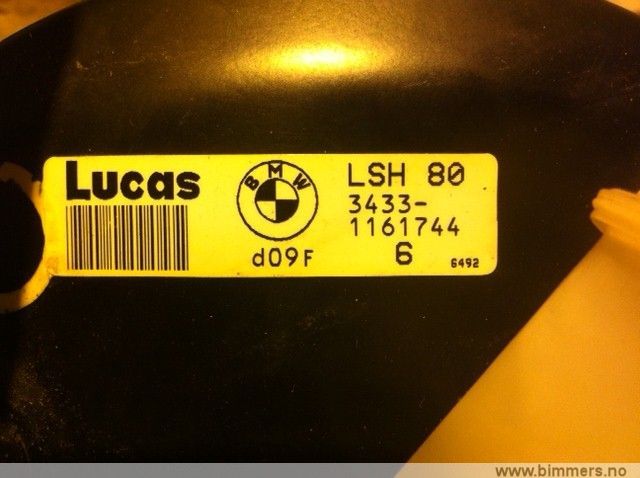 Lucas
BMW
d09F
LSH 80
3433-
1161744
6
6492
www.bimmers.no